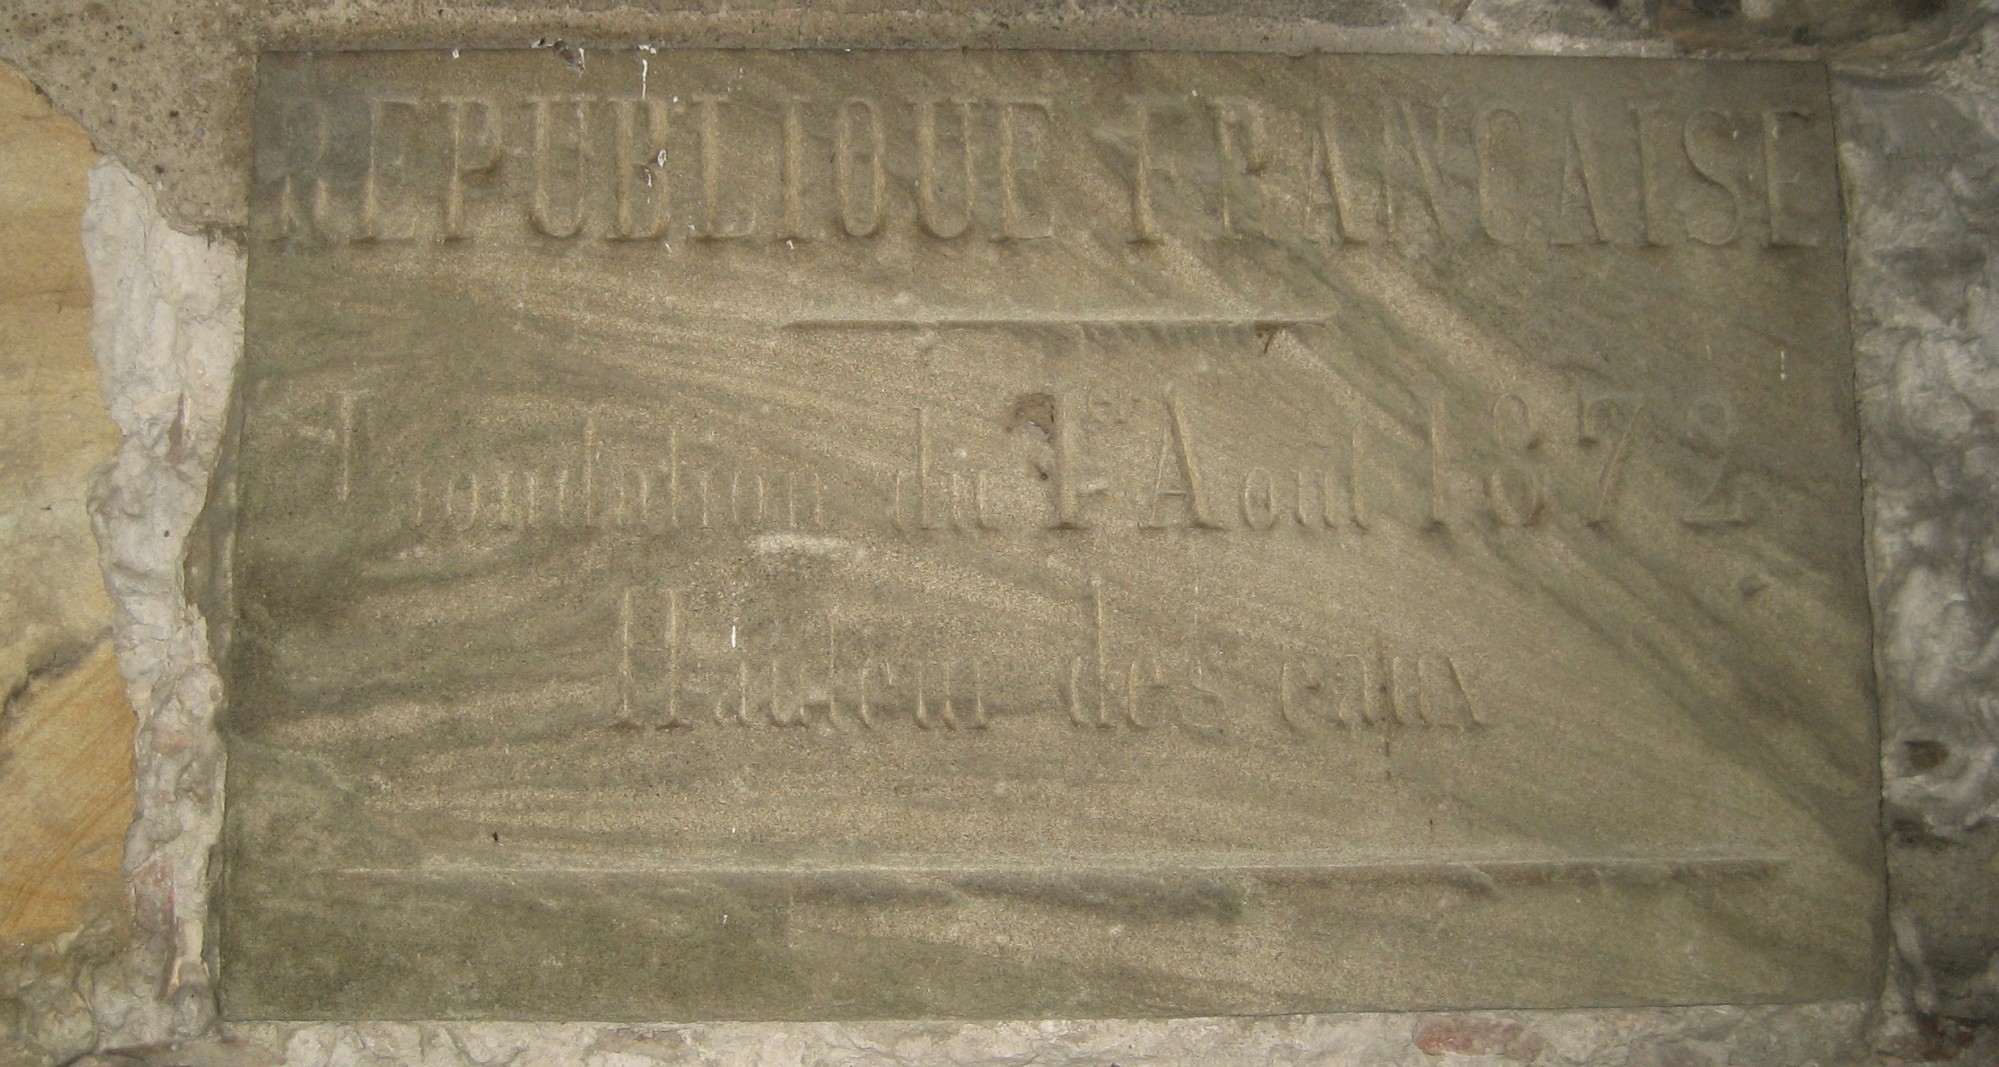 REPUBLIQUE FRANCAISE
Inondation du 1er Aout 1872
Hauteur des eaux